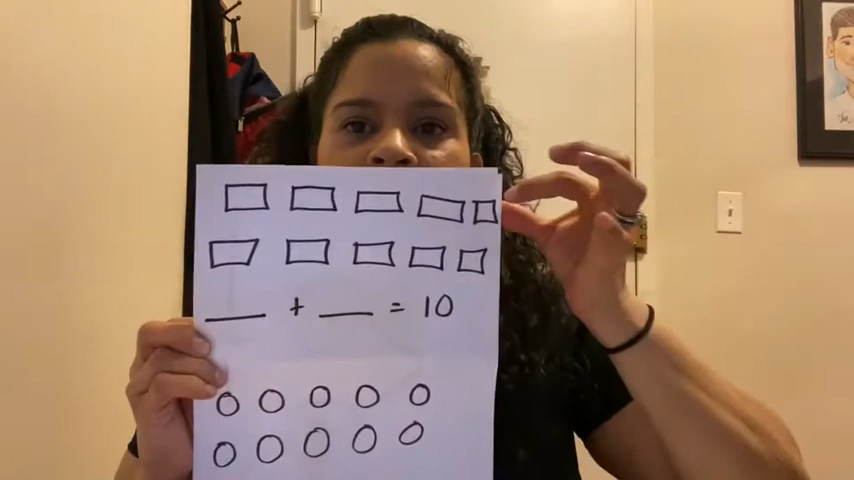 ___ + ___ = 10